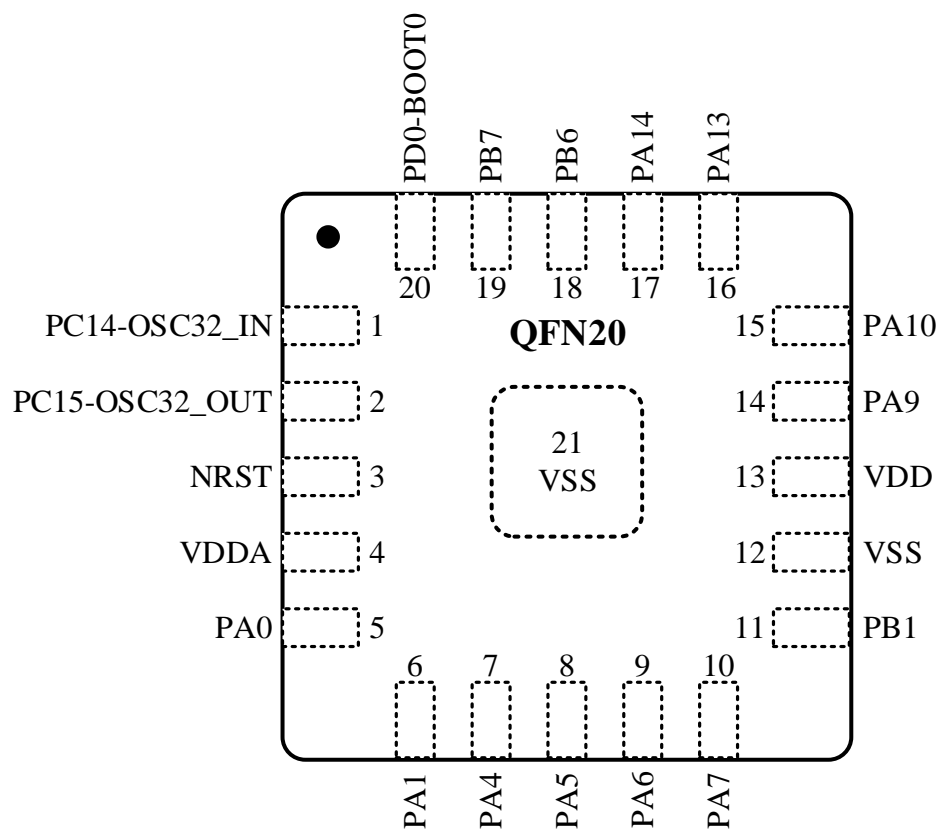 PD0-BOOT0
PB7
PB6
PA14
PA13
20
19
18
17
16
QFN20
PC14-OSC32_IN 1
PC15-OSC32_OUT 2
NRST 3
VDDA 4
PA0 5
21
VSS
15 PA10
14 PA9
13 VDD
12 VSS
11 PB1
6
7
8
9
10
PA1
PA4
PA5
PA6
PA7